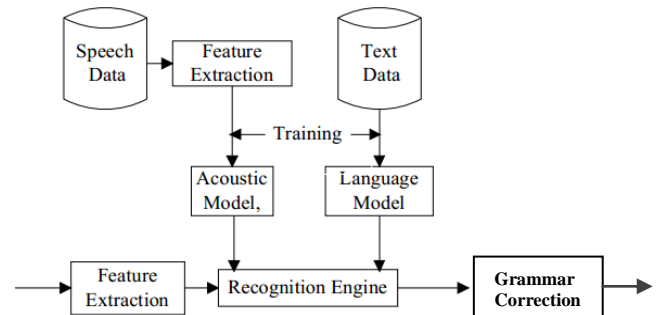 Speech
Data
Feature
Extraction
Text
Data
Training
Acoustic
Model,
Language
Model
Feature
Extraction
Recognition Engine
Grammar
Correction